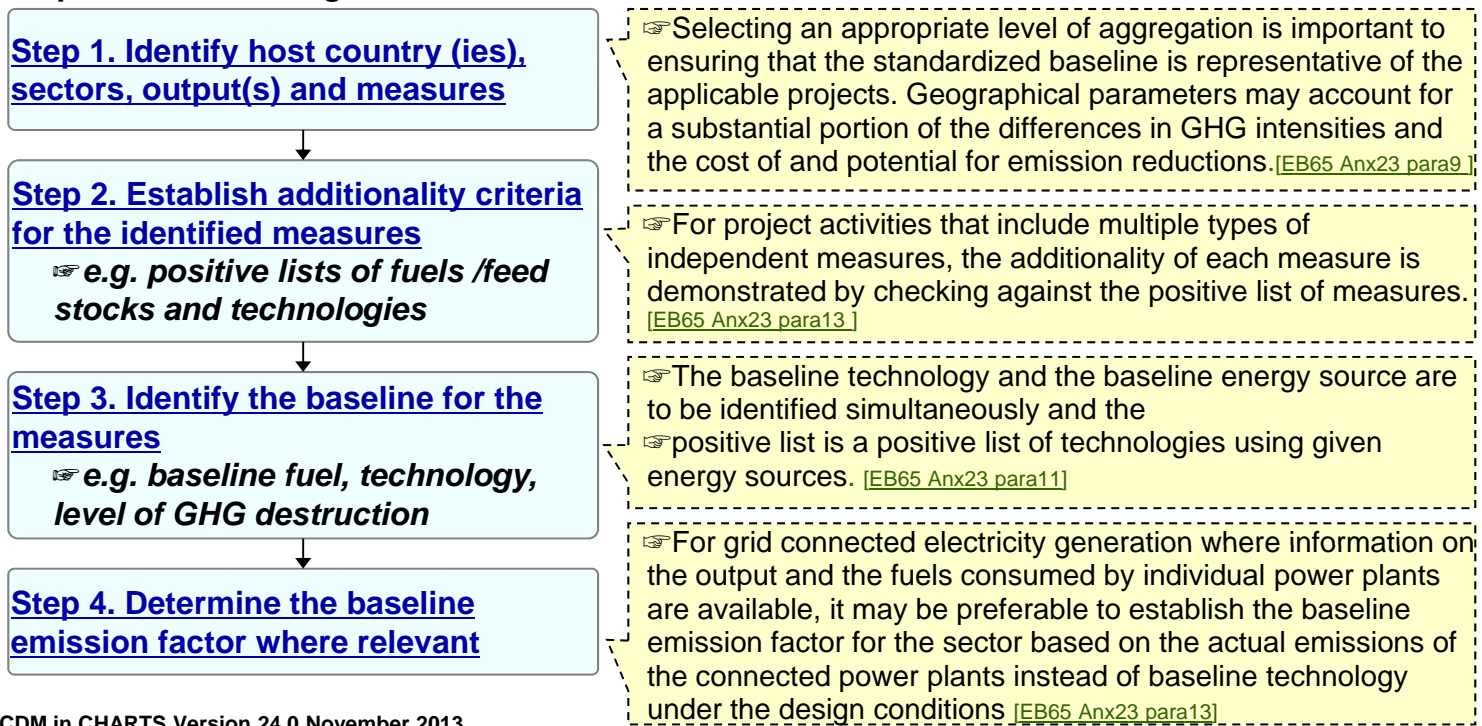 Step 1. Identify host country (ies),
sectors, output(s) and measures
☞Selecting an appropriate level of aggregation is important to
ensuring that the standardized baseline is representative of the
applicable projects. Geographical parameters may account for
a substantial portion of the differences in GHG intensities and
the cost of and potential for emission reductions.[EB65 Anx23 para9 ]
Step 2. Establish additionality criteria
for the identified measures
☞e.g. positive lists of fuels /feed
stocks and technologies
☞For project activities that include multiple types of
independent measures, the additionality of each measure is
demonstrated by checking against the positive list of measures.
[EB65 Anx23 para13 ]
Step 3. Identify the baseline for the
measures
☞e.g. baseline fuel, technology,
level of GHG destruction
☞The baseline technology and the baseline energy source are
to be identified simultaneously and the
☞positive list is a positive list of technologies using given
energy sources. [EB65 Anx23 para11]
Step 4. Determine the baseline
emission factor where relevant
☞For grid connected electricity generation where information on
the output and the fuels consumed by individual power plants
are available, it may be preferable to establish the baseline
emission factor for the sector based on the actual emissions of
the connected power plants instead of baseline technology
under the design conditions [EB65 Anx23 para13]
CDM in CHARTS Version 24.0 November 2013